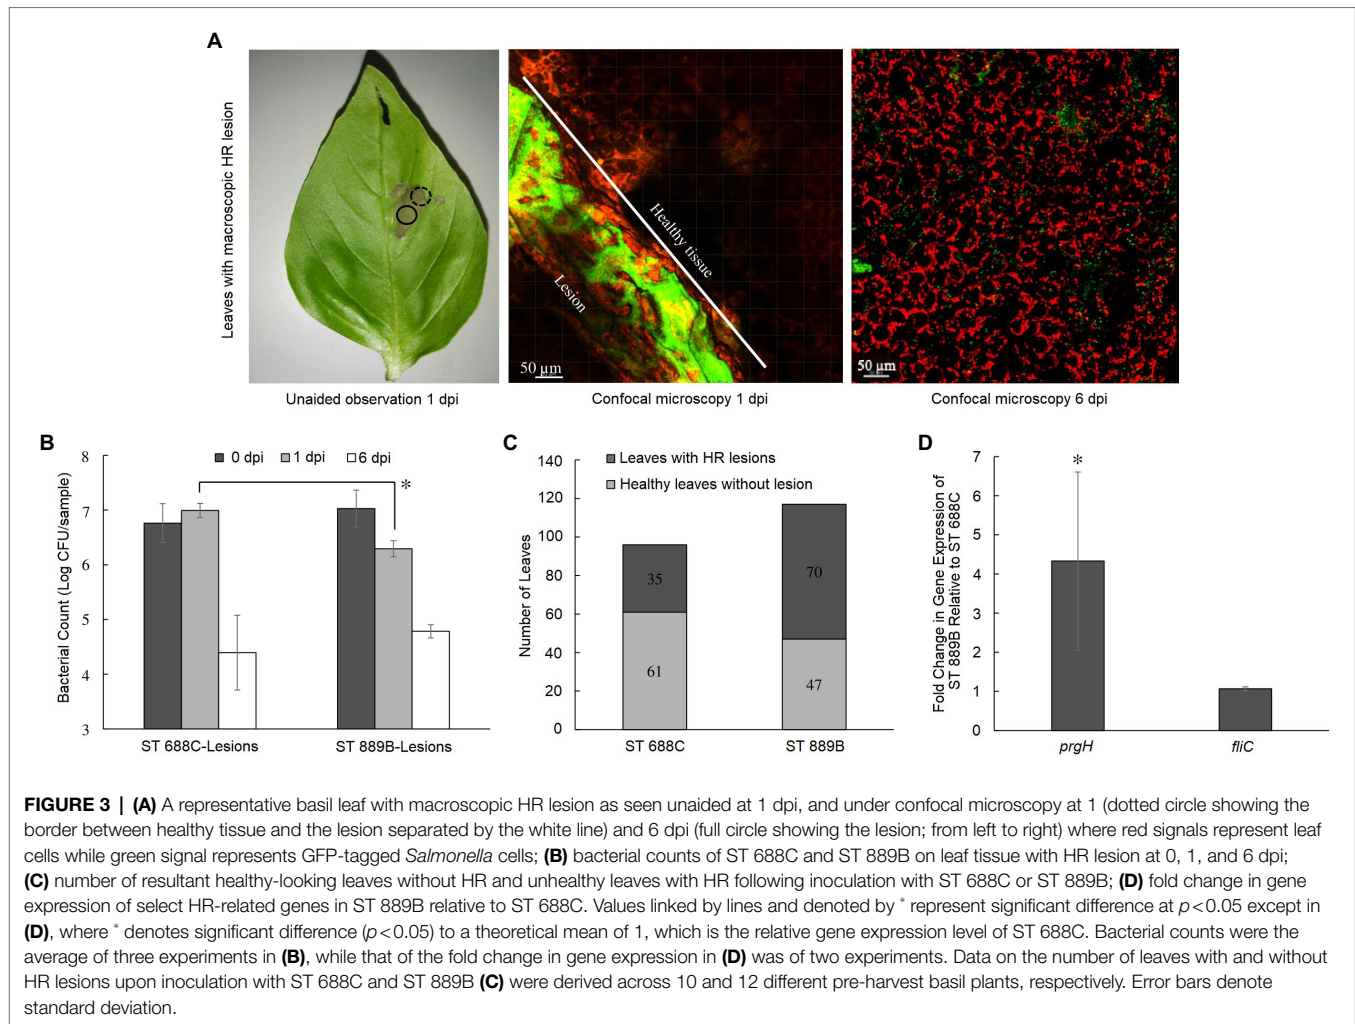 A
Leaves with macroscopic HR lesion
Healthy tissue
Lesion
50 µm
50 µm
Unaided observation 1 dpi
Confocal microscopy 1 dpi
Confocal microscopy 6 dpi
B
Bacterial Count (Log CFU/sample)
8
7
6
5
4
3
0 dpi 1 dpi 6 dpi
*
ST 688C-Lesions
ST 889B-Lesions
C
Number of Leaves
140
120
100
80
60
40
20
0
Leaves with HR lesions
Healthy leaves without lesion
35
61
70
47
ST 688C
ST 889B
D
Fold Change in Gene Expression of
ST 889B Relative to ST 688C
7
6
5
4
3
2
1
0
*
prgH
fliC
FIGURE 3 | (A) A representative basil leaf with macroscopic HR lesion as seen unaided at 1 dpi, and under confocal microscopy at 1 (dotted circle showing the
border between healthy tissue and the lesion separated by the white line) and 6 dpi (full circle showing the lesion; from left to right) where red signals represent leaf
cells while green signal represents GFP-tagged Salmonella cells; (B) bacterial counts of ST 688C and ST 889B on leaf tissue with HR lesion at 0, 1, and 6 dpi;
(C) number of resultant healthy-looking leaves without HR and unhealthy leaves with HR following inoculation with ST 688C or ST 889B; (D) fold change in gene
expression of select HR-related genes in ST 889B relative to ST 688C. Values linked by lines and denoted by * represent significant difference at p<0.05 except in
(D), where * denotes significant difference (p<0.05) to a theoretical mean of 1, which is the relative gene expression level of ST 688C. Bacterial counts were the
average of three experiments in (B), while that of the fold change in gene expression in (D) was of two experiments. Data on the number of leaves with and without
HR lesions upon inoculation with ST 688C and ST 889B (C) were derived across 10 and 12 different pre-harvest basil plants, respectively. Error bars denote
standard deviation.